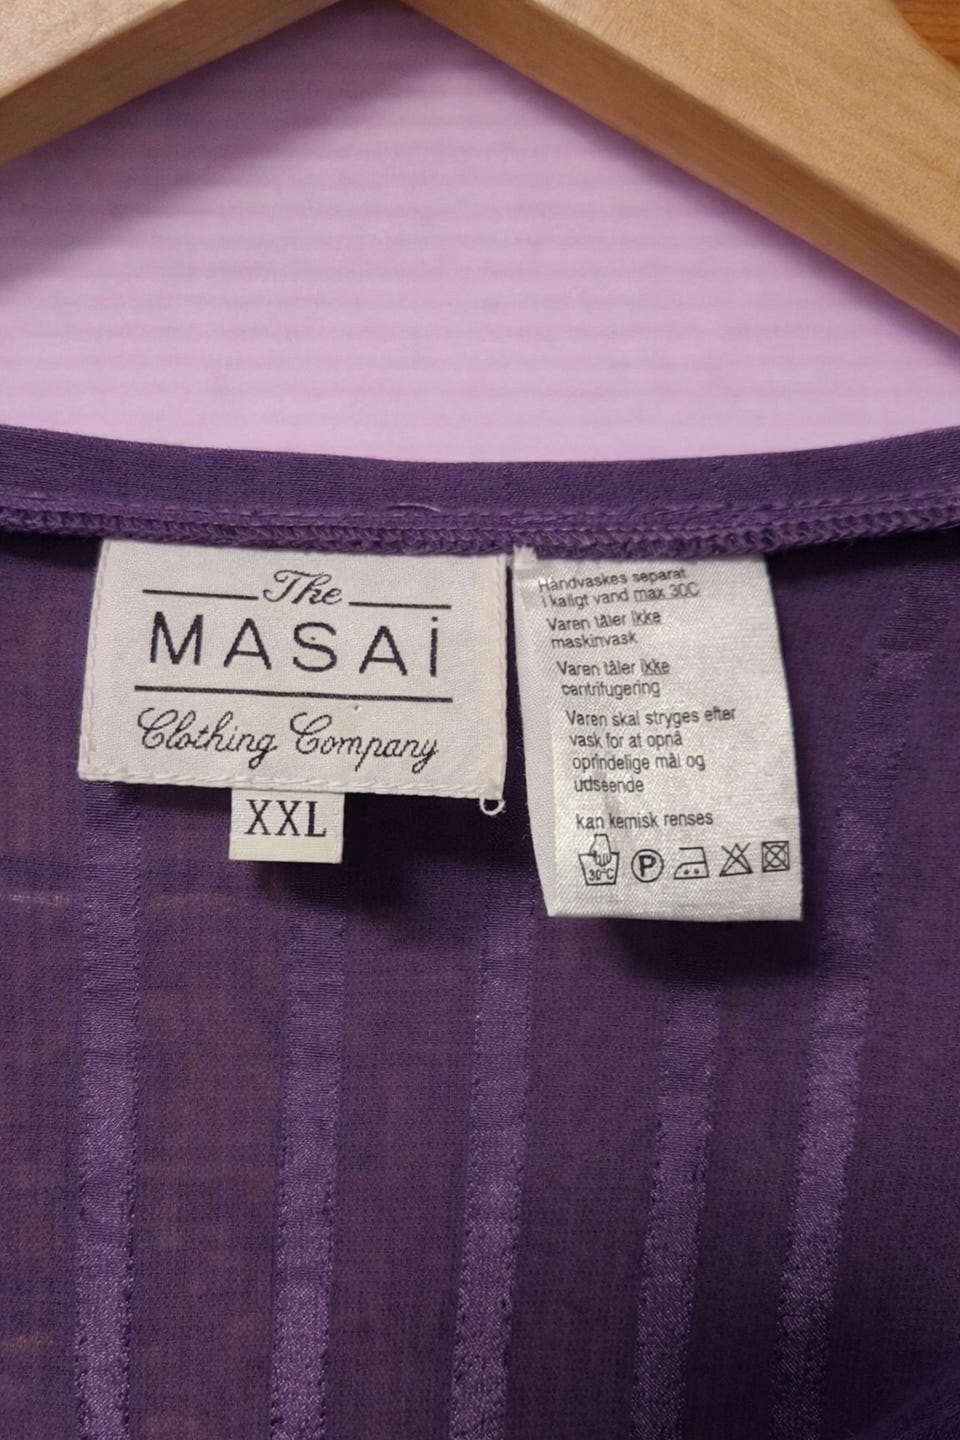 The
MASAi
Clothing Company
XXL
Håndvaskes separat
i kaligt vand max 30C
Varen tåler ikke
maskinvask
Varen tåler ikke
centrifugering
Varen skal stryges efter
vask for at opnå
oprindelige mål og
udseende
kan kemisk renses
30°C P